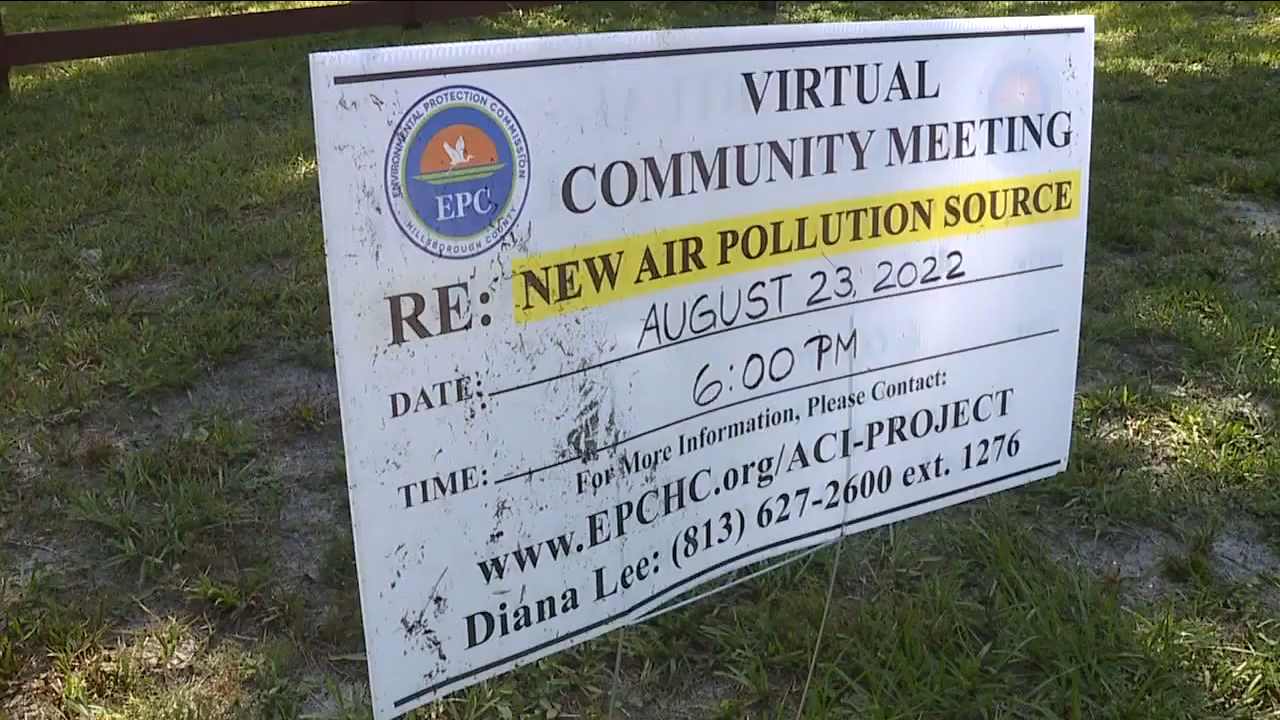 ENVIRONMENTAL PROTECTION COMMISSION
EPC
HILLSBOROUGH COUNTY
VIRTUAL
COMMUNITY MEETING
RE: NEW AIR POLLUTION SOURCE
DATE: AUGUST 23, 2022
TIME: 6:00 PM
For More Information, Please Contact:
www.EPCHC.org/ACI-PROJECT
Diana Lee: (813) 627-2600 ext. 1276